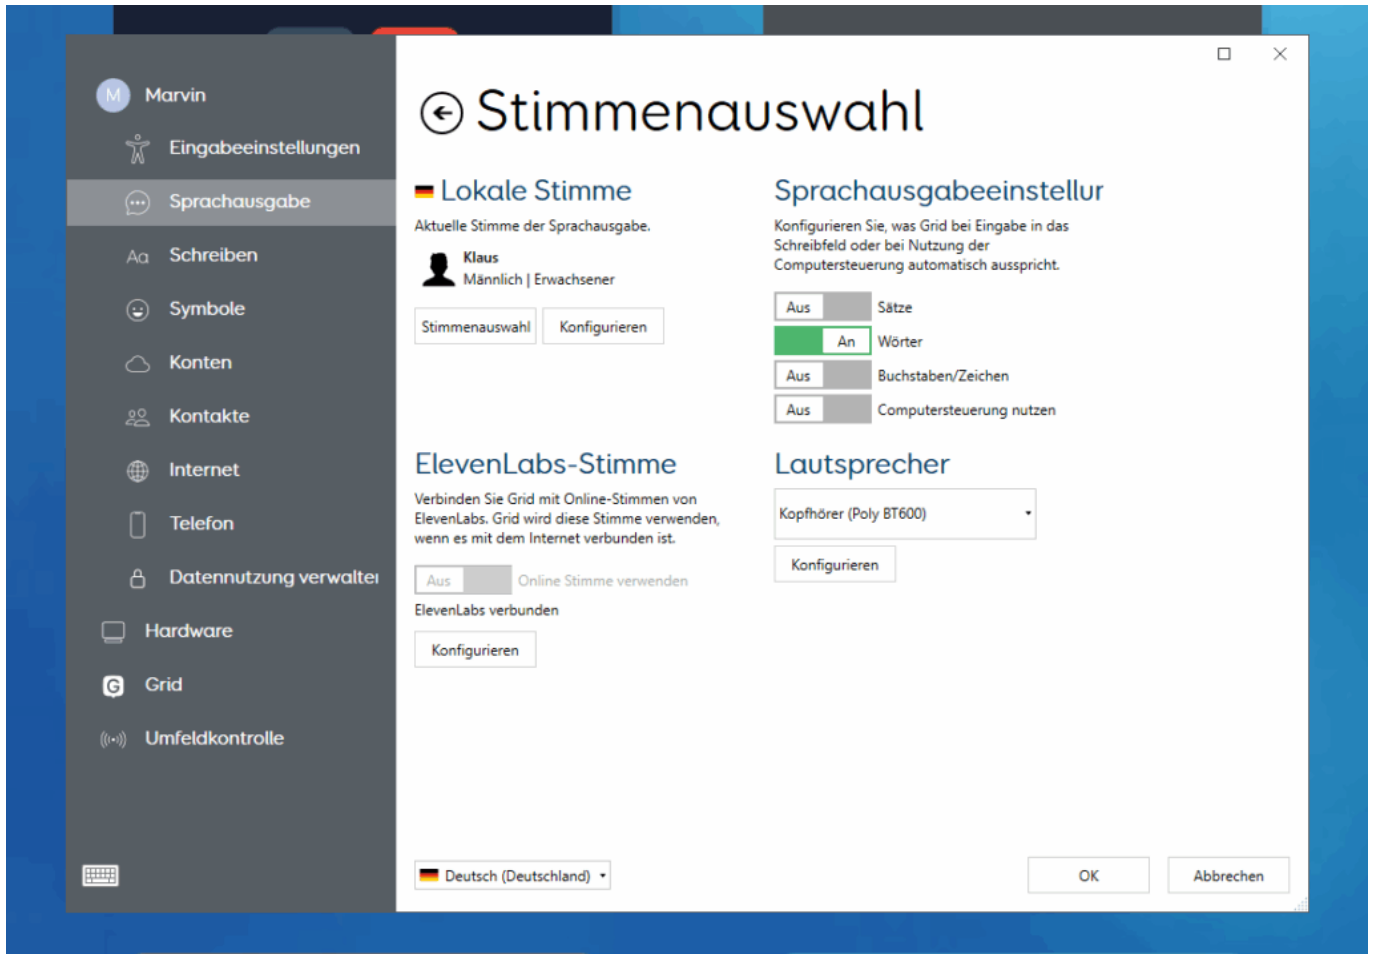 M
Marvin
Eingabeeinstellungen
Sprachausgabe
Aa
Schreiben
Symbole
Konten
Kontakte
Internet
Telefon
Datennutzung verwalte
Hardware
G
Grid
Umfeldkontrolle
Stimmenauswahl
Lokale Stimme
Aktuelle Stimme der Sprachausgabe.
Klaus
Männlich | Erwachsener
Stimmenauswahl
Konfigurieren
Sprachausgabeeinstellur
Konfigurieren Sie, was Grid bei Eingabe in das
Schreibfeld oder bei Nutzung der
Computersteuerung automatisch ausspricht.
Aus Sätze
An Wörter
Aus Buchstaben/Zeichen
Aus Computersteuerung nutzen
ElevenLabs-Stimme
Verbinden Sie Grid mit Online-Stimmen von
ElevenLabs. Grid wird diese Stimme verwenden,
wenn es mit dem Internet verbunden ist.
Aus Online Stimme verwenden
ElevenLabs verbunden
Konfigurieren
Lautsprecher
Kopfhörer (Poly BT600)
Konfigurieren
Deutsch (Deutschland)
OK
Abbrechen